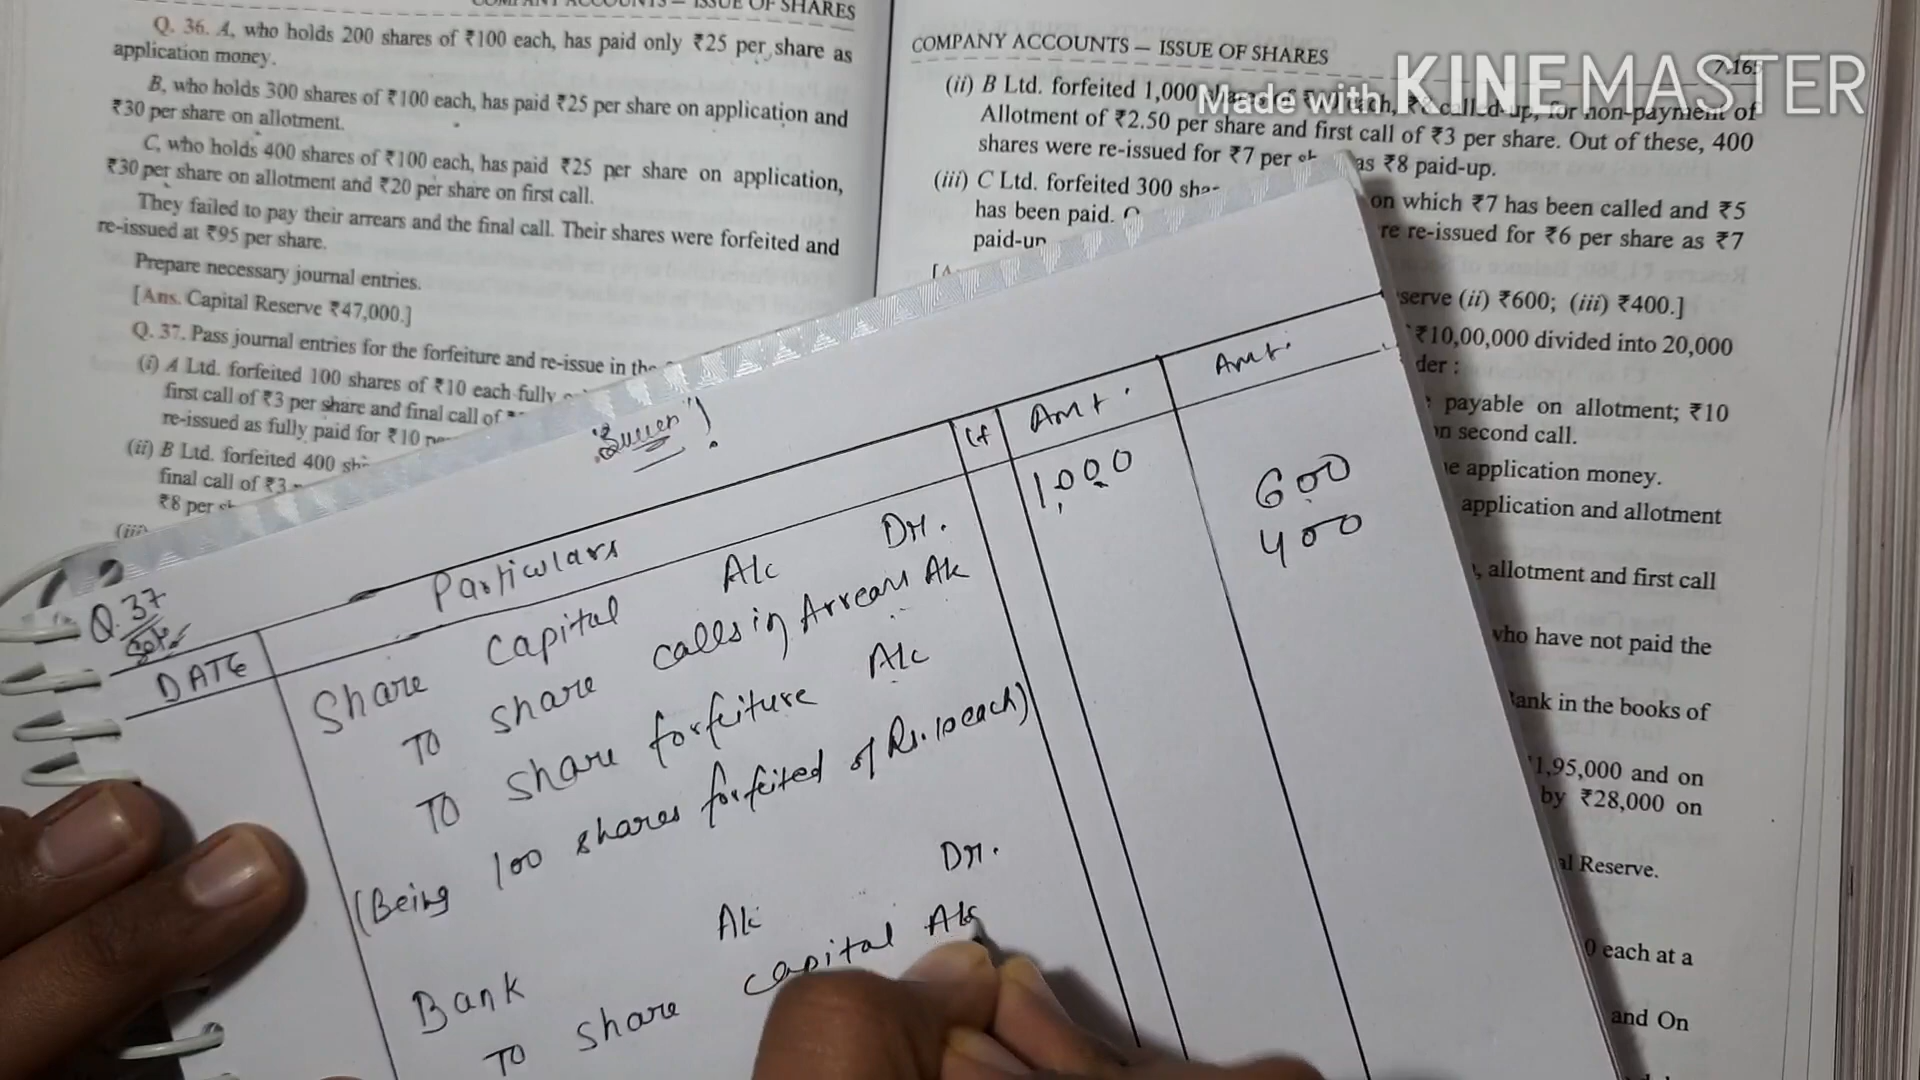 COMPANY ACCOUNTS — ISSUE OF SHARES
Q. 36. A, who holds 200 shares of ₹100 each, has paid only ₹25 per share as
application money.
B, who holds 300 shares of ₹100 each, has paid ₹25 per share on application and
₹30 per share on allotment.
C, who holds 400 shares of ₹100 each, has paid ₹25 per share on application,
₹30 per share on allotment and ₹20 per share on first call.
They failed to pay their arrears and the final call. Their shares were forfeited and
re-issued at ₹95 per share.
Prepare necessary journal entries.
[Ans. Capital Reserve ₹47,000.]
Q. 37. Pass journal entries for the forfeiture and re-issue in the
(i) A Ltd. forfeited 100 shares of ₹10 each fully
first call of ₹3 per share and final call of
re-issued as fully paid for ₹10
(ii) B Ltd. forfeited 400
final call of ₹3
₹8 per
(iii)
COMPANY ACCOUNTS — ISSUE OF SHARES
7.165
Made with KINEMASTER
(ii) B Ltd. forfeited 1,000 called-up, for non-payment of
Allotment of ₹2.50 per share and first call of ₹3 per share. Out of these, 400
shares were re-issued for ₹7 per as ₹8 paid-up.
(iii) C Ltd. forfeited 300 on which ₹7 has been called and ₹5
has been paid. re-issued for ₹6 per share as ₹7
paid-up
(ii) ₹600; (iii) ₹400.]
₹10,00,000 divided into 20,000
payable on allotment; ₹10
second call.
application money.
application and allotment
allotment and first call
who have not paid the
in the books of
1,95,000 and on
by ₹28,000 on
Reserve.
each at a
and On
Q. 37
DATE Particulars Lf Amt. Amt.
Share Capital A/c Dr. 1,000
To Share calls in Arrears A/c 600
To Share forfeiture A/c 400
(Being 100 shares forfeited of Rs. 10 each)
Bank A/c Dr.
To Share capital A/c